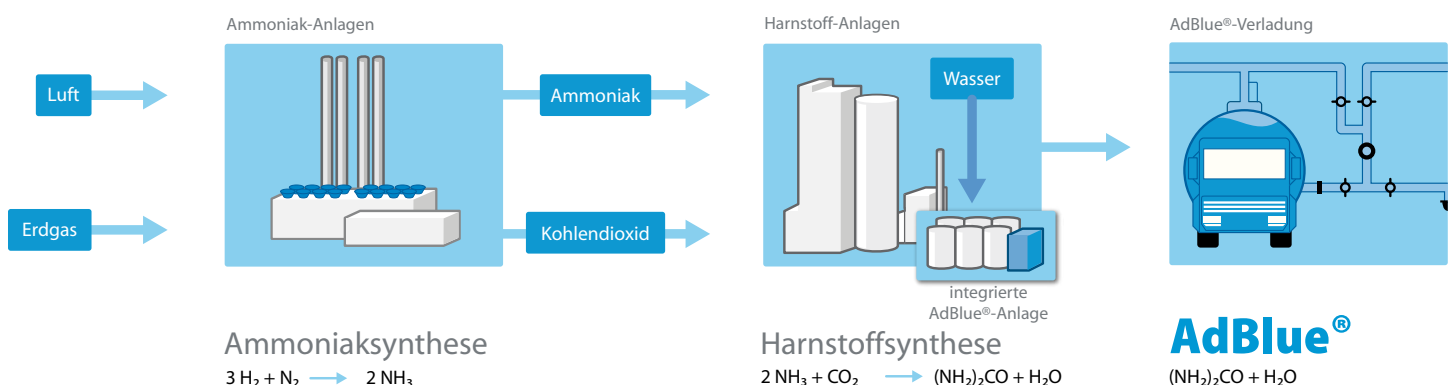 Ammoniak-Anlagen
Harnstoff-Anlagen
AdBlue®-Verladung
Luft
Ammoniak
Wasser
Erdgas
Kohlendioxid
integrierte
AdBlue®-Anlage
Ammoniaksynthese
3 H₂ + N₂ → 2 NH₃
Harnstoffsynthese
2 NH₃ + CO₂ → (NH₂)₂CO + H₂O
AdBlue®
(NH₂)₂CO + H₂O